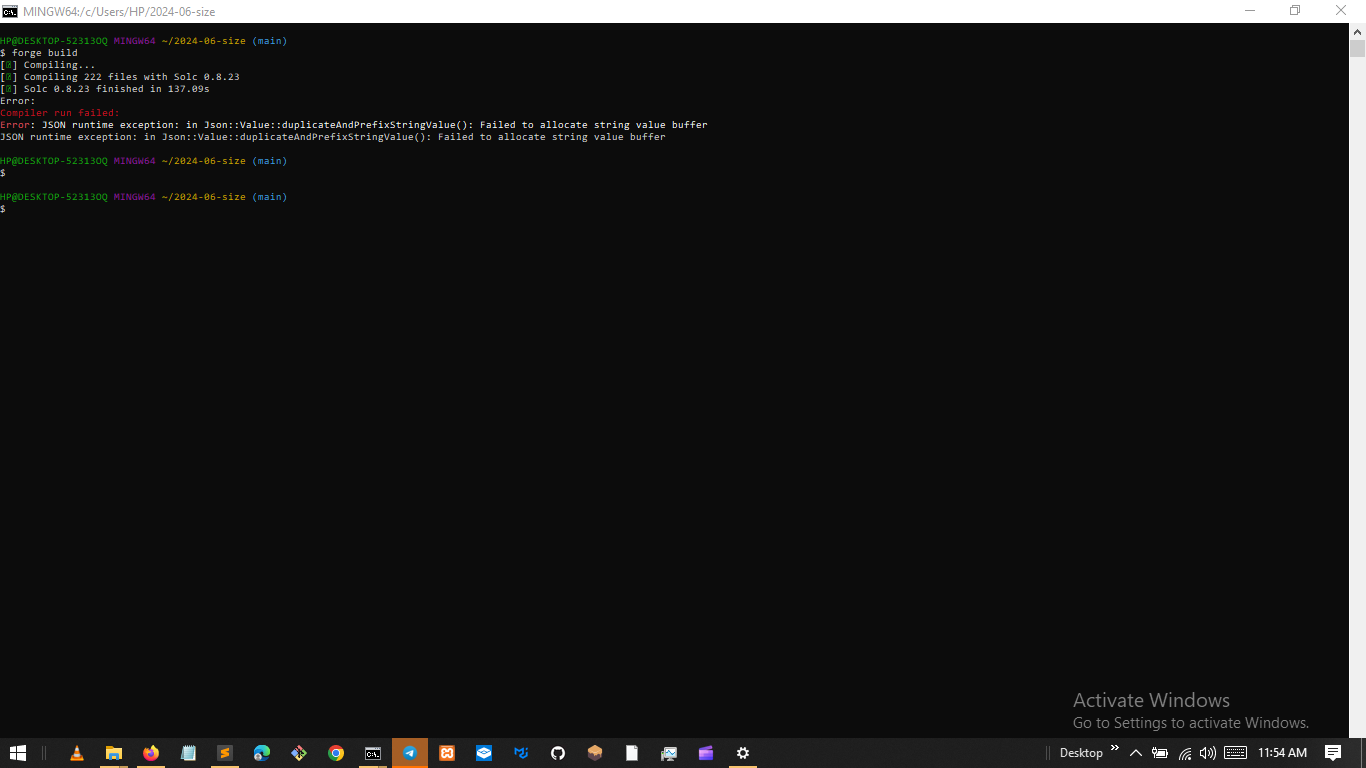 MINGW64:/c/Users/HP/2024-06-size
HP@DESKTOP-52313OQ MINGW64 ~/2024-06-size (main)
$ forge build
[⠊] Compiling...
[⠊] Compiling 222 files with Solc 0.8.23
[⠊] Solc 0.8.23 finished in 137.09s
Error:
Compiler run failed:
Error: JSON runtime exception: in Json::Value::duplicateAndPrefixStringValue(): Failed to allocate string value buffer
JSON runtime exception: in Json::Value::duplicateAndPrefixStringValue(): Failed to allocate string value buffer
HP@DESKTOP-52313OQ MINGW64 ~/2024-06-size (main)
$
HP@DESKTOP-52313OQ MINGW64 ~/2024-06-size (main)
$
Activate Windows
Go to Settings to activate Windows.
Desktop
11:54 AM